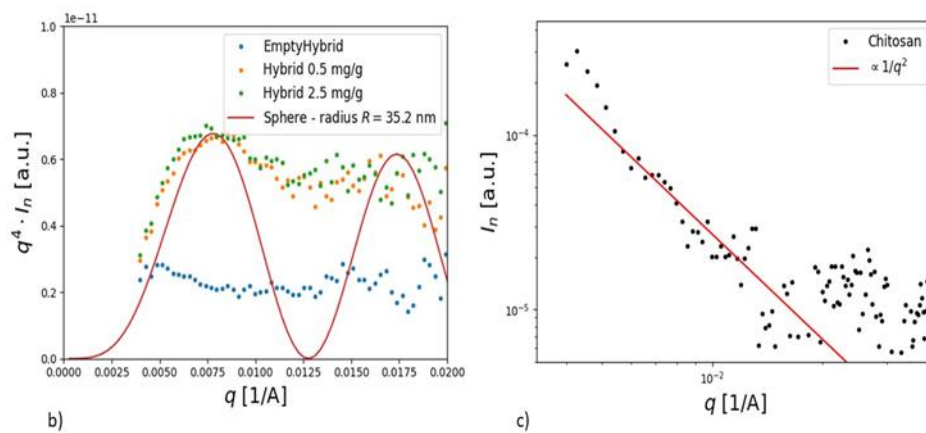 1e-11
1.0
0.8
0.6
0.4
0.2
0.0
q⁴ · Iₙ [a.u.]
EmptyHybrid
Hybrid 0.5 mg/g
Hybrid 2.5 mg/g
Sphere - radius R = 35.2 nm
0.0000 0.0025 0.0050 0.0075 0.0100 0.0125 0.0150 0.0175 0.0200
q [1/A]
b)
Chitosan
∝1/q²
10⁻⁴
10⁻⁵
Iₙ [a.u.]
10⁻²
q [1/A]
c)